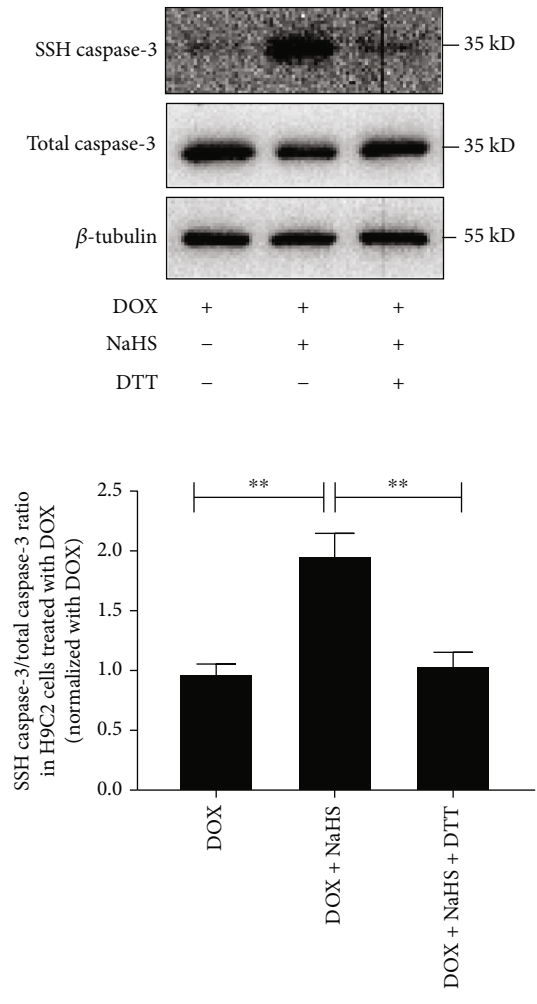 SSH caspase-3 35 kD
Total caspase-3 35 kD
β-tubulin 55 kD
DOX + + +
NaHS − + +
DTT − − +
SSH caspase-3/total caspase-3 ratio
in H9C2 cells treated with DOX
(normalized with DOX)
2.5
2.0
1.5
1.0
0.5
0.0
** **
DOX
DOX + NaHS
DOX + NaHS + DTT